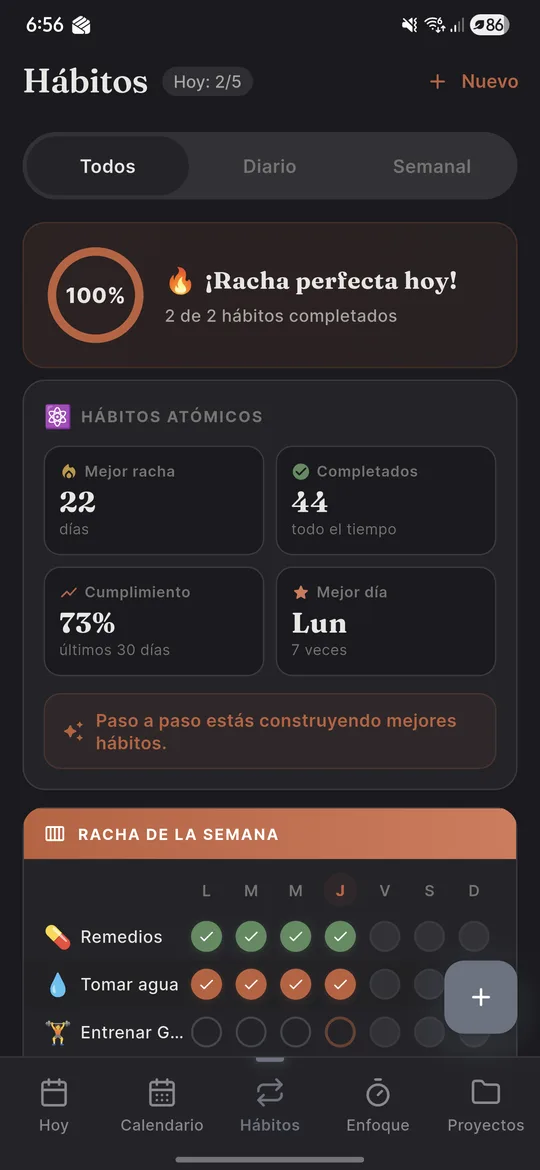 6:56
86
Hábitos
Hoy: 2/5
+ Nuevo
Todos
Diario
Semanal
100%
¡Racha perfecta hoy!
2 de 2 hábitos completados
HÁBITOS ATÓMICOS
Mejor racha
22
días
Completados
44
todo el tiempo
Cumplimiento
73%
últimos 30 días
Mejor día
Lun
7 veces
Paso a paso estás construyendo mejores
hábitos.
RACHA DE LA SEMANA
L M M J V S D
Remedios
Tomar agua
Entrenar G...
+
Hoy
Calendario
Hábitos
Enfoque
Proyectos